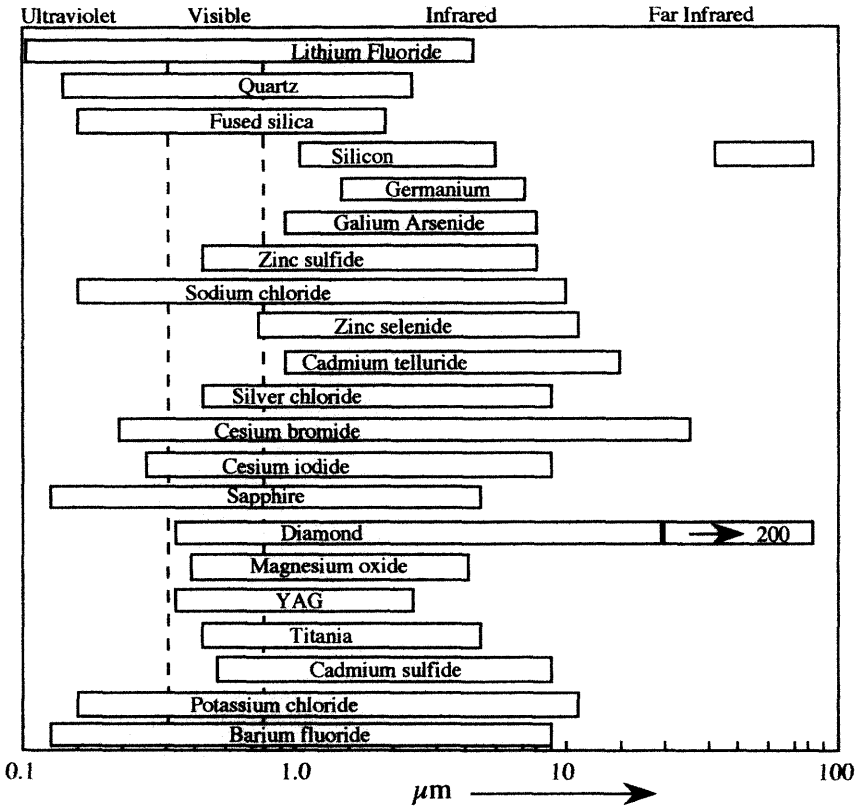 Ultraviolet Visible Infrared Far Infrared
Lithium Fluoride
Quartz
Fused silica
Silicon
Germanium
Galium Arsenide
Zinc sulfide
Sodium chloride
Zinc selenide
Cadmium telluride
Silver chloride
Cesium bromide
Cesium iodide
Sapphire
Diamond 200
Magnesium oxide
YAG
Titania
Cadmium sulfide
Potassium chloride
Barium fluoride
0.1 1.0 10 100
μm